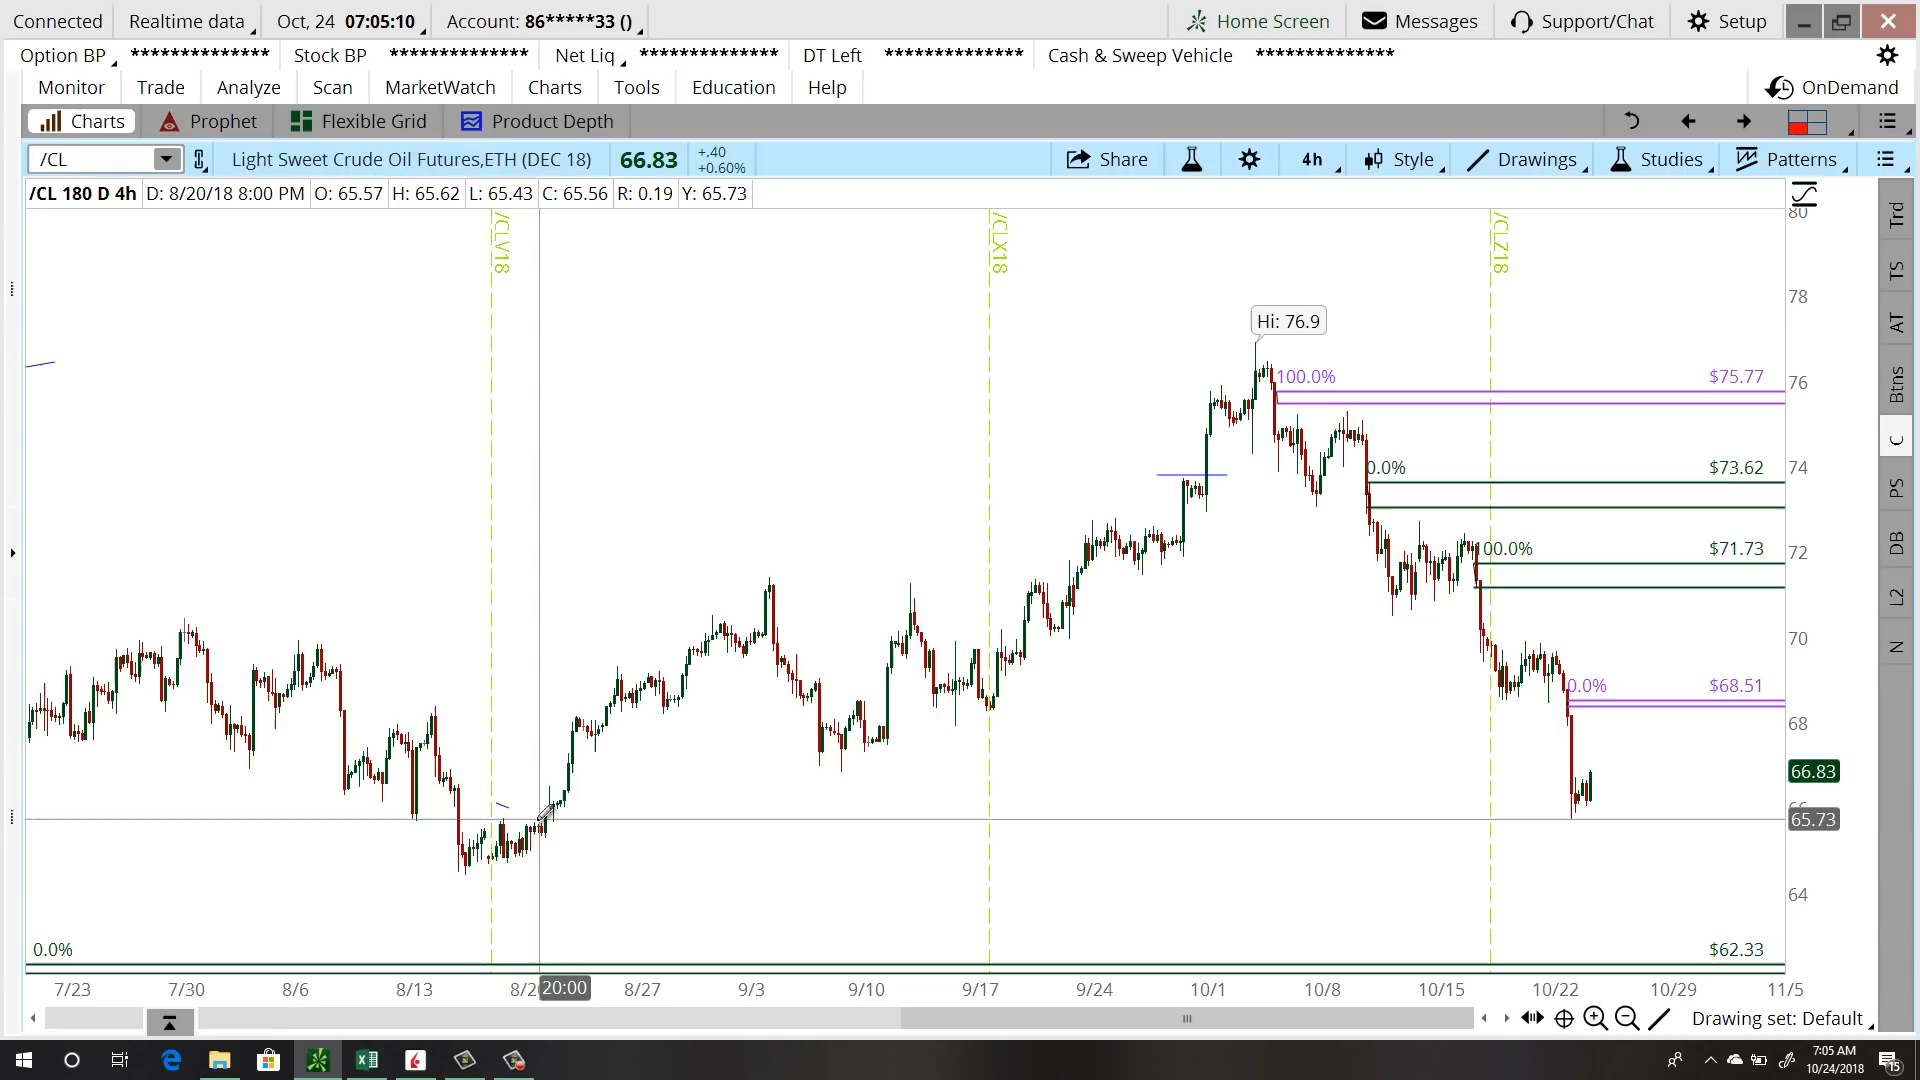 Connected Realtime data Oct, 24 07:05:10 Account: 86*****33 () Home Screen Messages Support/Chat Setup
Option BP ************** Stock BP ************** Net Liq ************** DT Left ************** Cash & Sweep Vehicle **************
Monitor Trade Analyze Scan MarketWatch Charts Tools Education Help OnDemand
Charts Prophet Flexible Grid Product Depth
/CL Light Sweet Crude Oil Futures,ETH (DEC 18) 66.83 +.40 +0.60% Share 4h Style Drawings Studies Patterns
/CL 180 D 4h D: 8/20/18 8:00 PM O: 65.57 H: 65.62 L: 65.43 C: 65.56 R: 0.19 Y: 65.73
80
/CLV18 /CLX18 /CLZ18
78
Hi: 76.9
100.0% $75.77
76
0.0% $73.62
74
100.0% $71.73
72
70
0.0% $68.51
68
66.83
66
65.73
64
0.0% $62.33
7/23 7/30 8/6 8/13 8/2 20:00 8/27 9/3 9/10 9/17 9/24 10/1 10/8 10/15 10/22 10/29 11/5
Drawing set: Default
Trd
TS
AT
Btns
C
PS
DB
L2
N
7:05 AM
10/24/2018
15